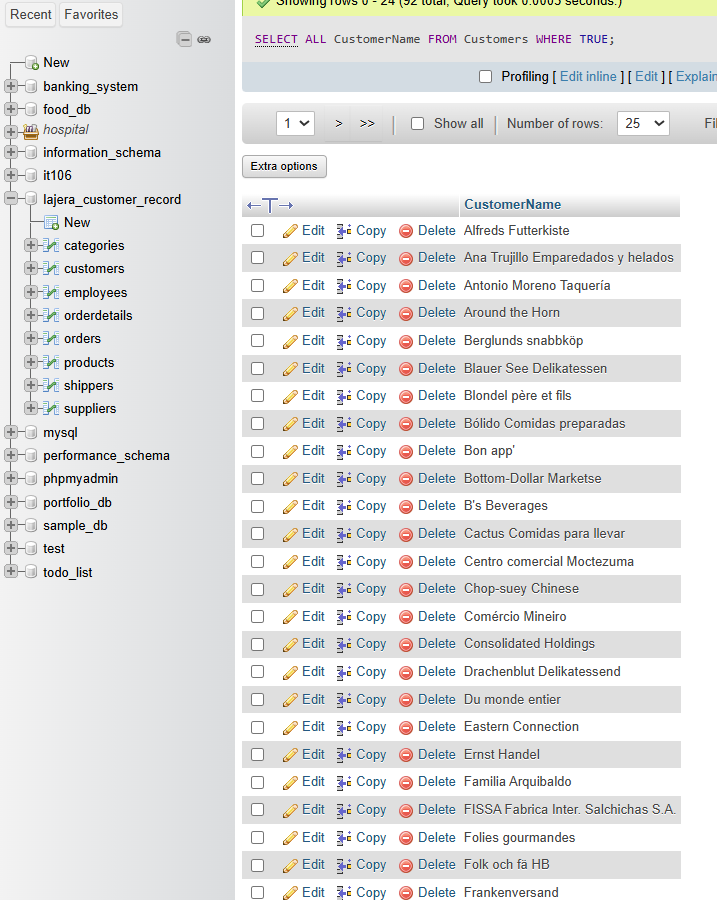 Recent Favorites
New
banking_system
food_db
hospital
information_schema
it106
lajera_customer_record
New
categories
customers
employees
orderdetails
orders
products
shippers
suppliers
mysql
performance_schema
phpmyadmin
portfolio_db
sample_db
test
todo_list
Showing rows 0 - 24 (92 total, Query took 0.0005 seconds.)
SELECT ALL CustomerName FROM Customers WHERE TRUE;
Profiling [ Edit inline ] [ Edit ] [ Explain
1 > >> Show all Number of rows: 25 Fi
Extra options
CustomerName
Edit Copy Delete Alfreds Futterkiste
Edit Copy Delete Ana Trujillo Emparedados y helados
Edit Copy Delete Antonio Moreno Taquería
Edit Copy Delete Around the Horn
Edit Copy Delete Berglunds snabbköp
Edit Copy Delete Blauer See Delikatessen
Edit Copy Delete Blondel père et fils
Edit Copy Delete Bólido Comidas preparadas
Edit Copy Delete Bon app'
Edit Copy Delete Bottom-Dollar Marketse
Edit Copy Delete B's Beverages
Edit Copy Delete Cactus Comidas para llevar
Edit Copy Delete Centro comercial Moctezuma
Edit Copy Delete Chop-suey Chinese
Edit Copy Delete Comércio Mineiro
Edit Copy Delete Consolidated Holdings
Edit Copy Delete Drachenblut Delikatessend
Edit Copy Delete Du monde entier
Edit Copy Delete Eastern Connection
Edit Copy Delete Ernst Handel
Edit Copy Delete Familia Arquibaldo
Edit Copy Delete FISSA Fabrica Inter. Salchichas S.A.
Edit Copy Delete Folies gourmandes
Edit Copy Delete Folk och fä HB
Edit Copy Delete Frankenversand